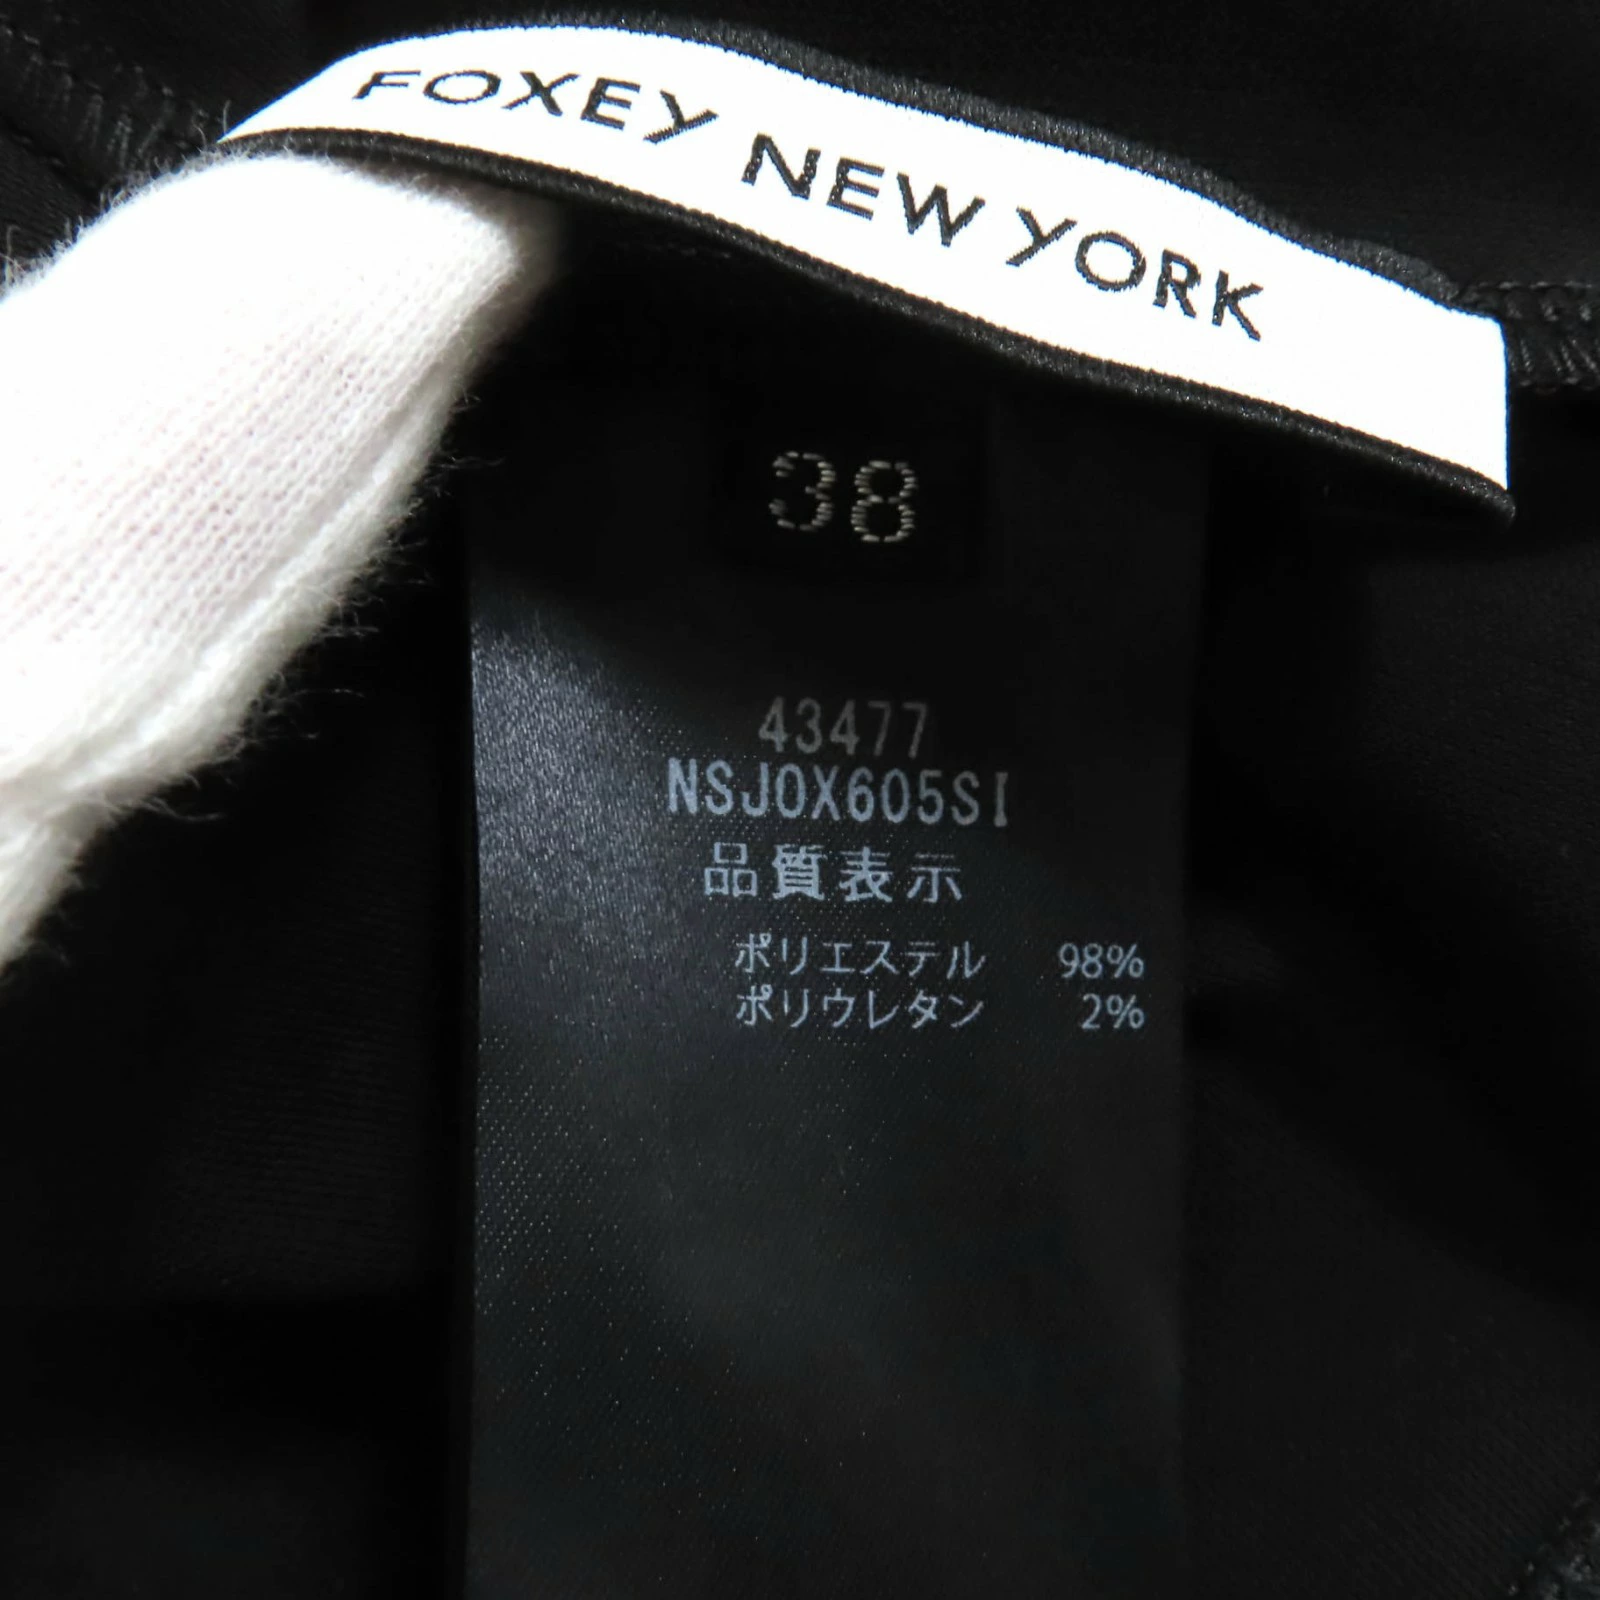 FOXEY NEW YORK
38
43477
NSJOX605SI
品質表示
ポリエステル 98%
ポリウレタン 2%